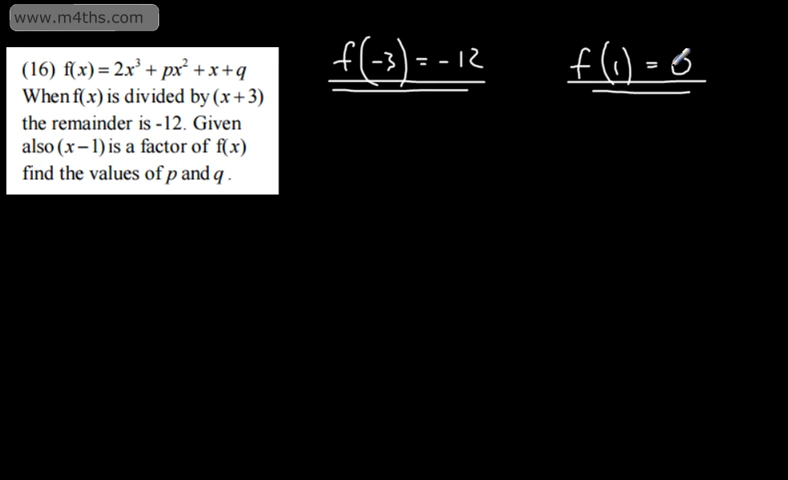 www.m4ths.com
(16) f(x) = 2x³ + px² + x + q
When f(x) is divided by (x + 3)
the remainder is -12. Given
also (x − 1) is a factor of f(x)
find the values of p and q .
f(-3) = -12
f(1) = 0